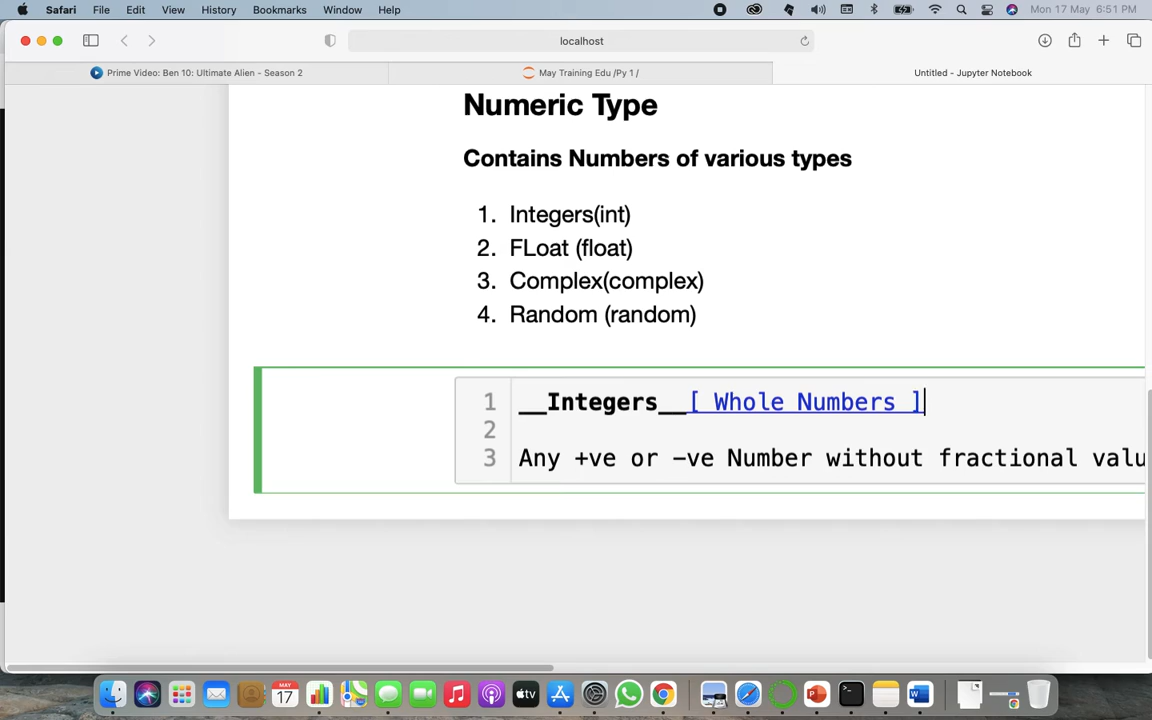 Safari File Edit View History Bookmarks Window Help Mon 17 May 6:51 PM
localhost
Prime Video: Ben 10: Ultimate Alien - Season 2
May Training Edu /Py 1 /
Untitled - Jupyter Notebook
Numeric Type
Contains Numbers of various types
1. Integers(int)
2. FLoat (float)
3. Complex(complex)
4. Random (random)
1 __Integers__[ Whole Numbers ]
2
3 Any +ve or -ve Number without fractional valu
MAY
17
tv